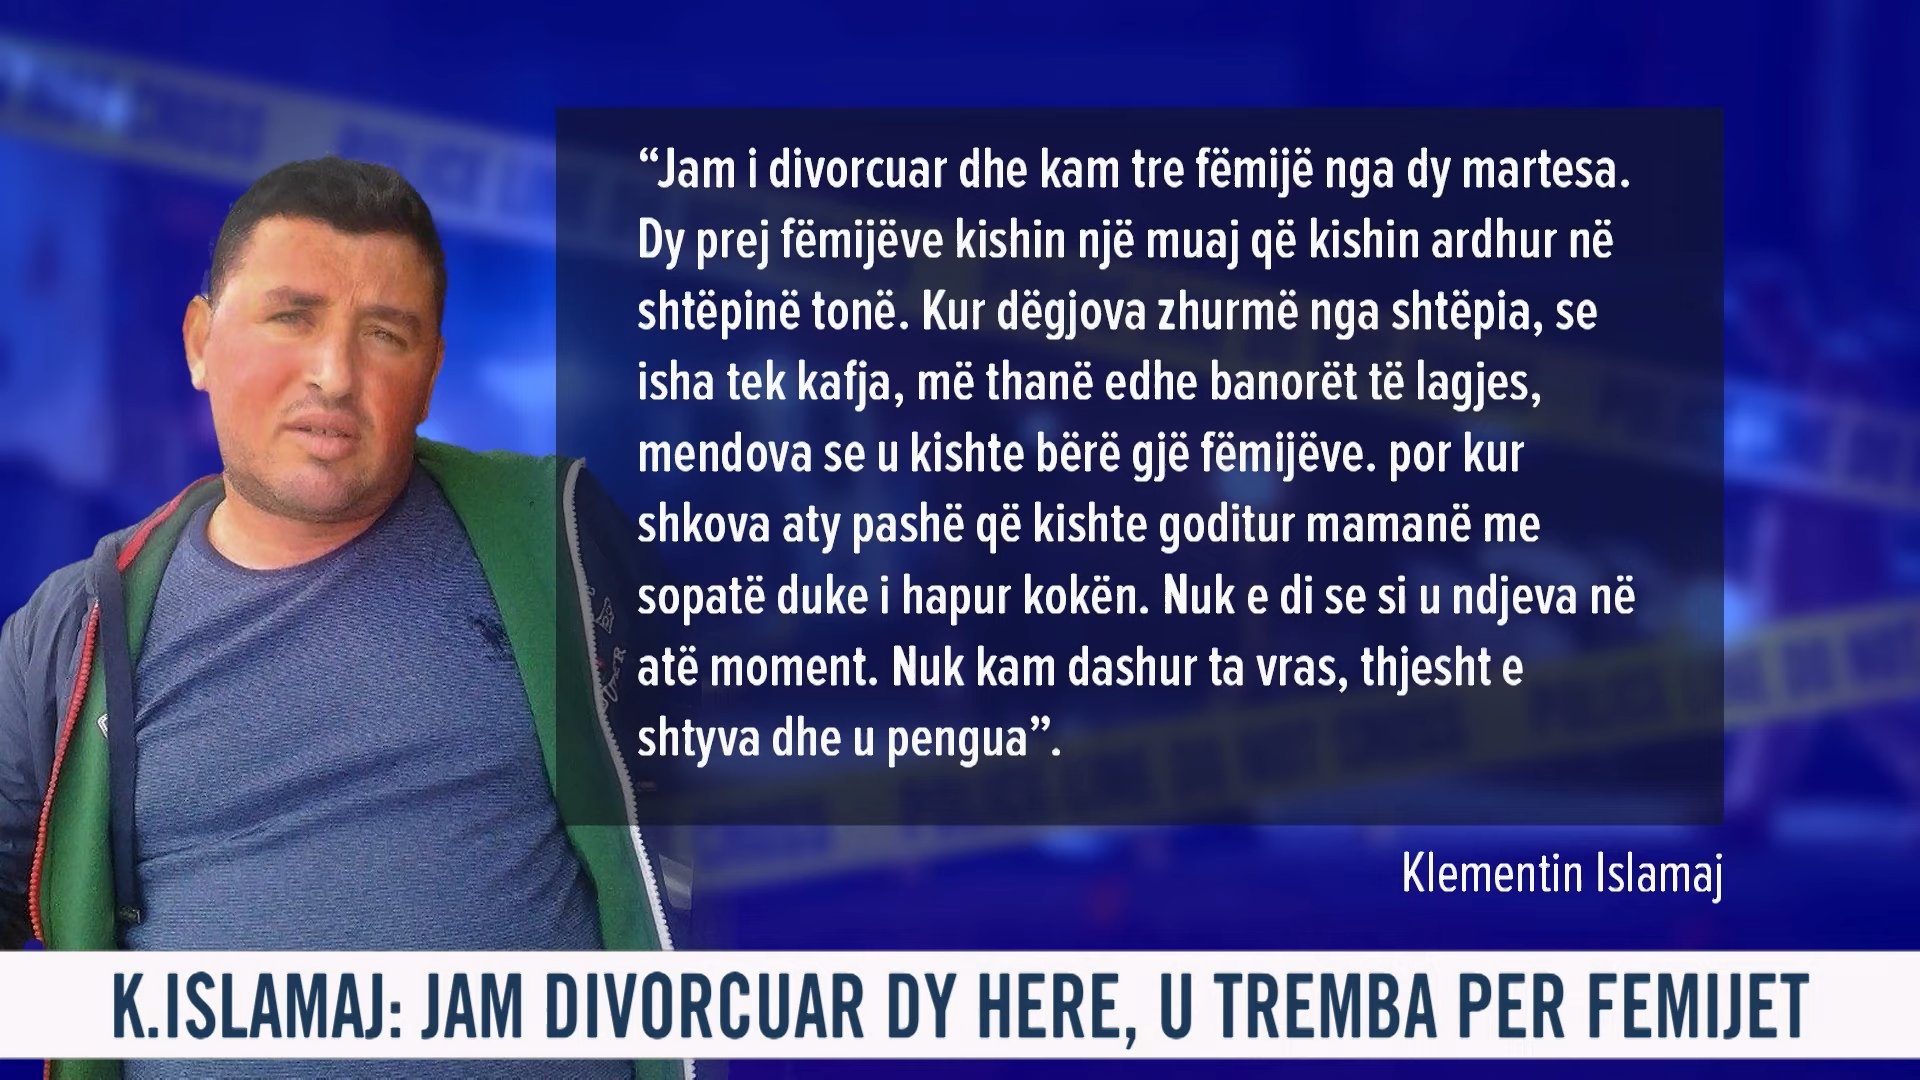 “Jam i divorcuar dhe kam tre fëmijë nga dy martesa.
Dy prej fëmijëve kishin një muaj që kishin ardhur në
shtëpinë tonë. Kur dëgjova zhurmë nga shtëpia, se
isha tek kafja, më thanë edhe banorët të lagjes,
mendova se u kishte bërë gjë fëmijëve. por kur
shkova aty pashë që kishte goditur mamanë me
sopatë duke i hapur kokën. Nuk e di se si u ndjeva në
atë moment. Nuk kam dashur ta vras, thjesht e
shtyva dhe u pengua”.
Klementin Islamaj
K.ISLAMAJ: JAM DIVORCUAR DY HERE, U TREMBA PER FEMIJET